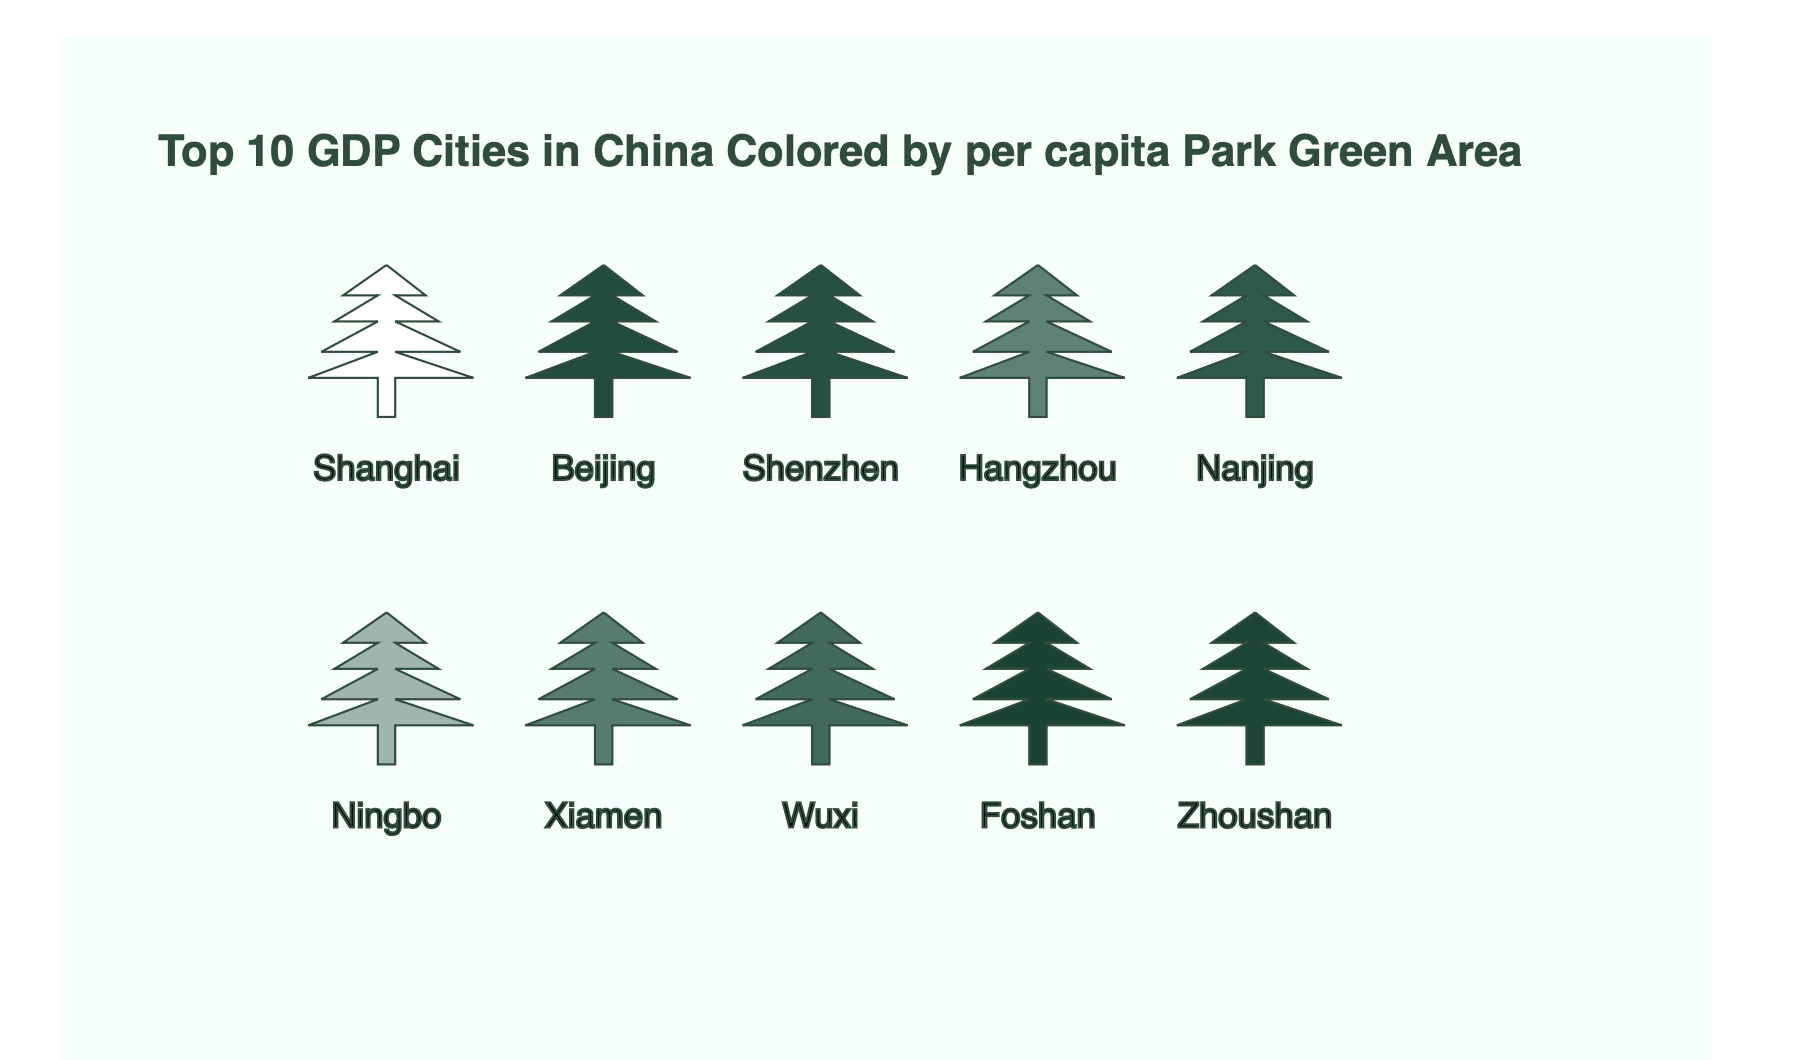 Top 10 GDP Cities in China Colored by per capita Park Green Area
Shanghai Beijing Shenzhen Hangzhou Nanjing
Ningbo Xiamen Wuxi Foshan Zhoushan